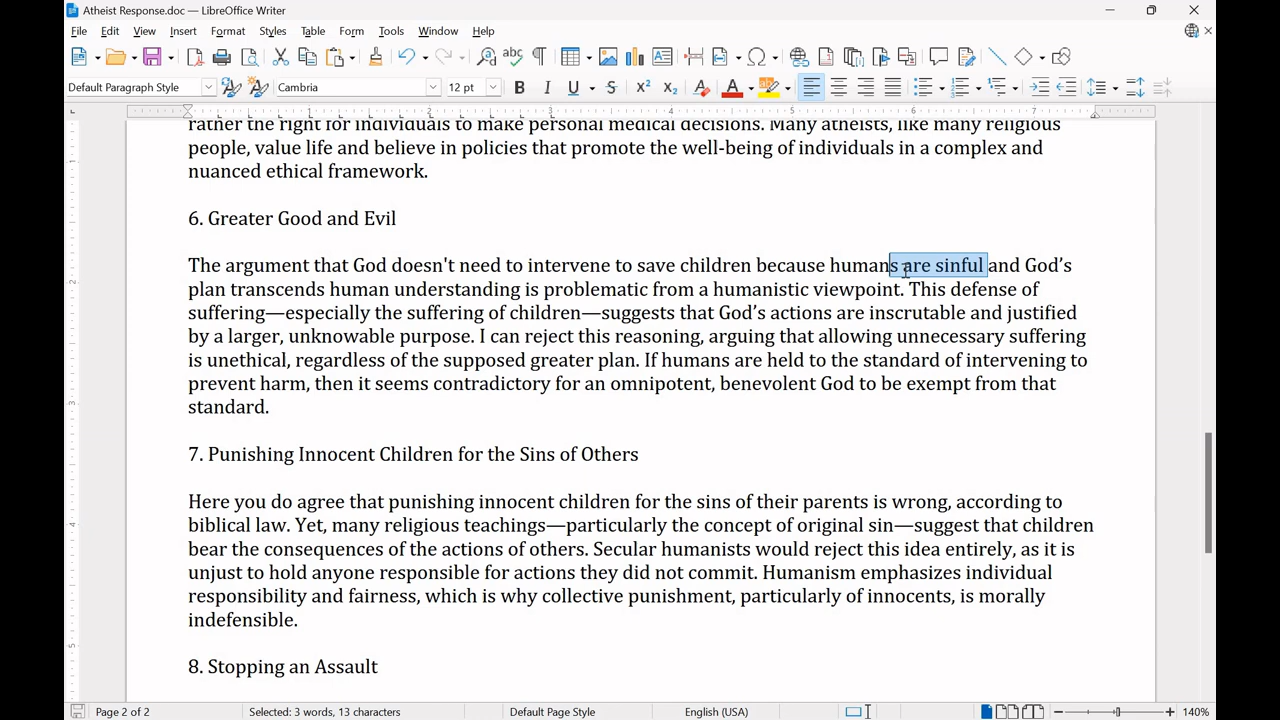 Atheist Response.doc — LibreOffice Writer
File Edit View Insert Format Styles Table Form Tools Window Help
Default Paragraph Style Cambria 12 pt
1 2 3 4 5 6 7
rather the right for individuals to make personal medical decisions. Many atheists, like many religious
people, value life and believe in policies that promote the well-being of individuals in a complex and
nuanced ethical framework.
6. Greater Good and Evil
The argument that God doesn't need to intervene to save children because humans are sinful and God’s
plan transcends human understanding is problematic from a humanistic viewpoint. This defense of
suffering—especially the suffering of children—suggests that God’s actions are inscrutable and justified
by a larger, unknowable purpose. I can reject this reasoning, arguing that allowing unnecessary suffering
is unethical, regardless of the supposed greater plan. If humans are held to the standard of intervening to
prevent harm, then it seems contradictory for an omnipotent, benevolent God to be exempt from that
standard.
7. Punishing Innocent Children for the Sins of Others
Here you do agree that punishing innocent children for the sins of their parents is wrong, according to
biblical law. Yet, many religious teachings—particularly the concept of original sin—suggest that children
bear the consequences of the actions of others. Secular humanists would reject this idea entirely, as it is
unjust to hold anyone responsible for actions they did not commit. Humanism emphasizes individual
responsibility and fairness, which is why collective punishment, particularly of innocents, is morally
indefensible.
8. Stopping an Assault
Page 2 of 2 Selected: 3 words, 13 characters Default Page Style English (USA) 140%